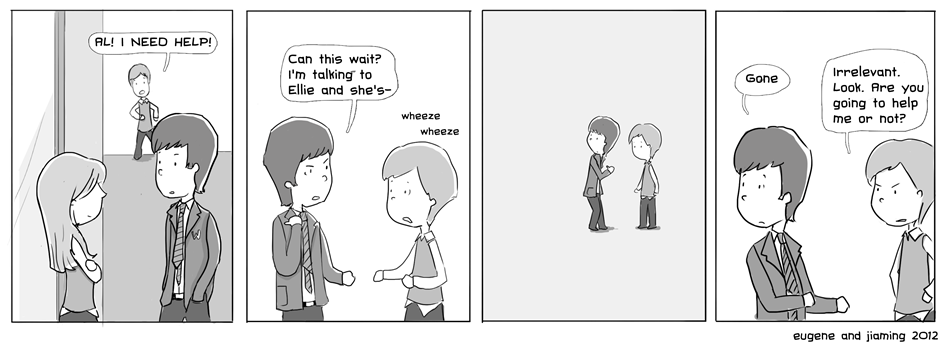 AL! I NEED HELP!
Can this wait?
I'm talking to
Ellie and she's-
wheeze
wheeze
Gone
Irrelevant.
Look. Are you
going to help
me or not?
eugene and jiaming 2012